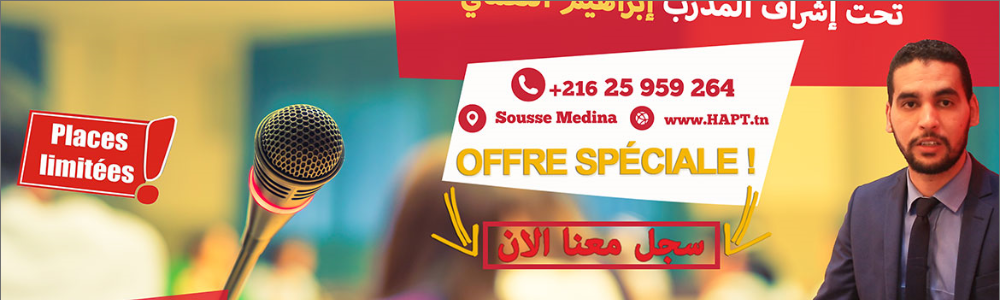 تحت إشراف المدرب إبراهيم
+216 25 959 264
Sousse Medina www.HAPT.tn
Places
limitées
OFFRE SPÉCIALE !
سجل معنا الان